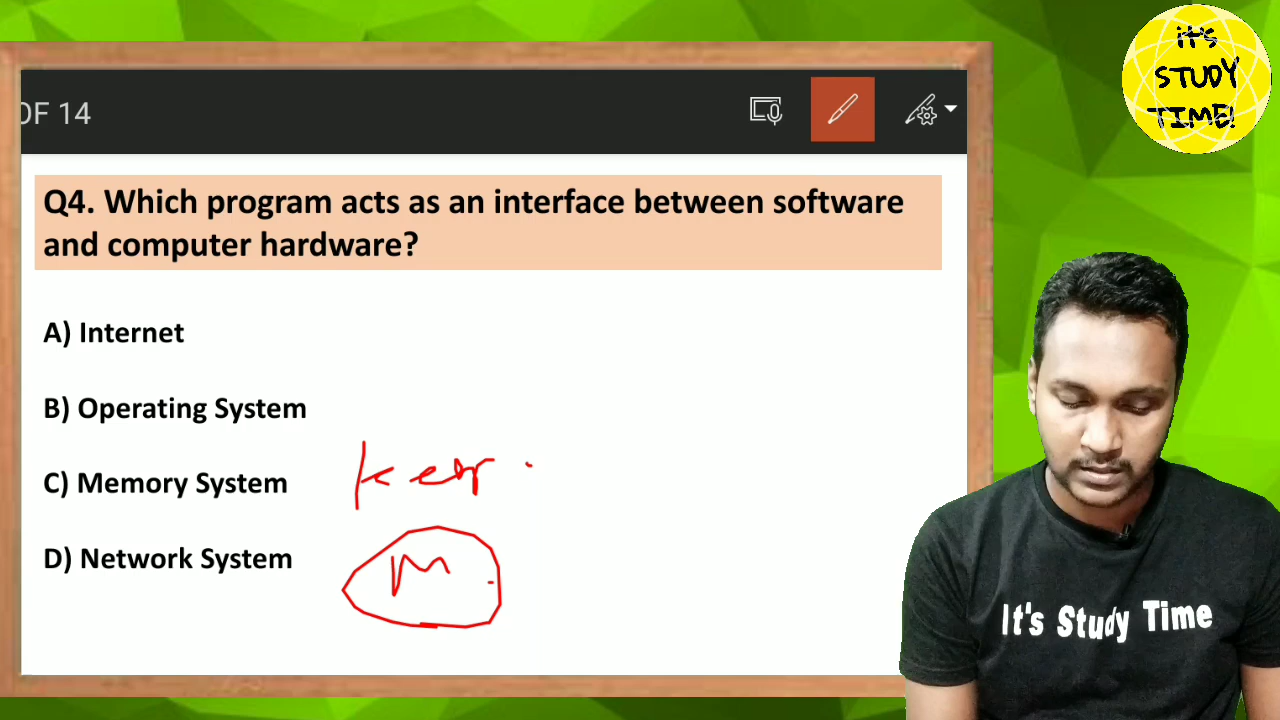 OF 14
it's
STUDY
TIME!
Q4. Which program acts as an interface between software
and computer hardware?
A) Internet
B) Operating System
C) Memory System
D) Network System
M
It's Study Time